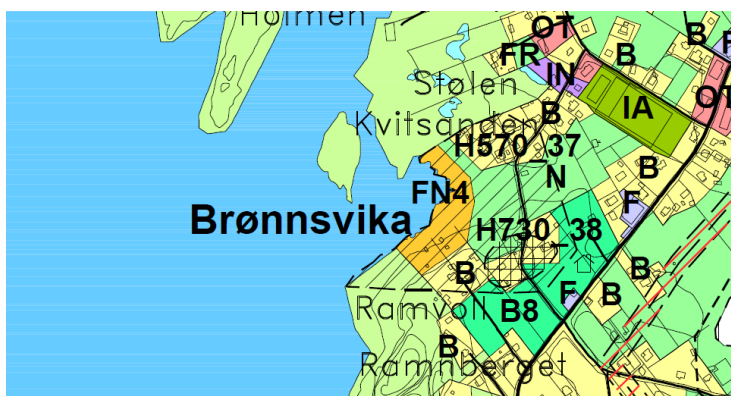 Holmen
OT
B
B
FR
IN
Stølen
IA
OT
B
Kvitsanden
H570_37
B
N
FN4
F
Brønnsvika
H730_38
B
B
F
B
Ramvoll
B8
B
Ramnberget